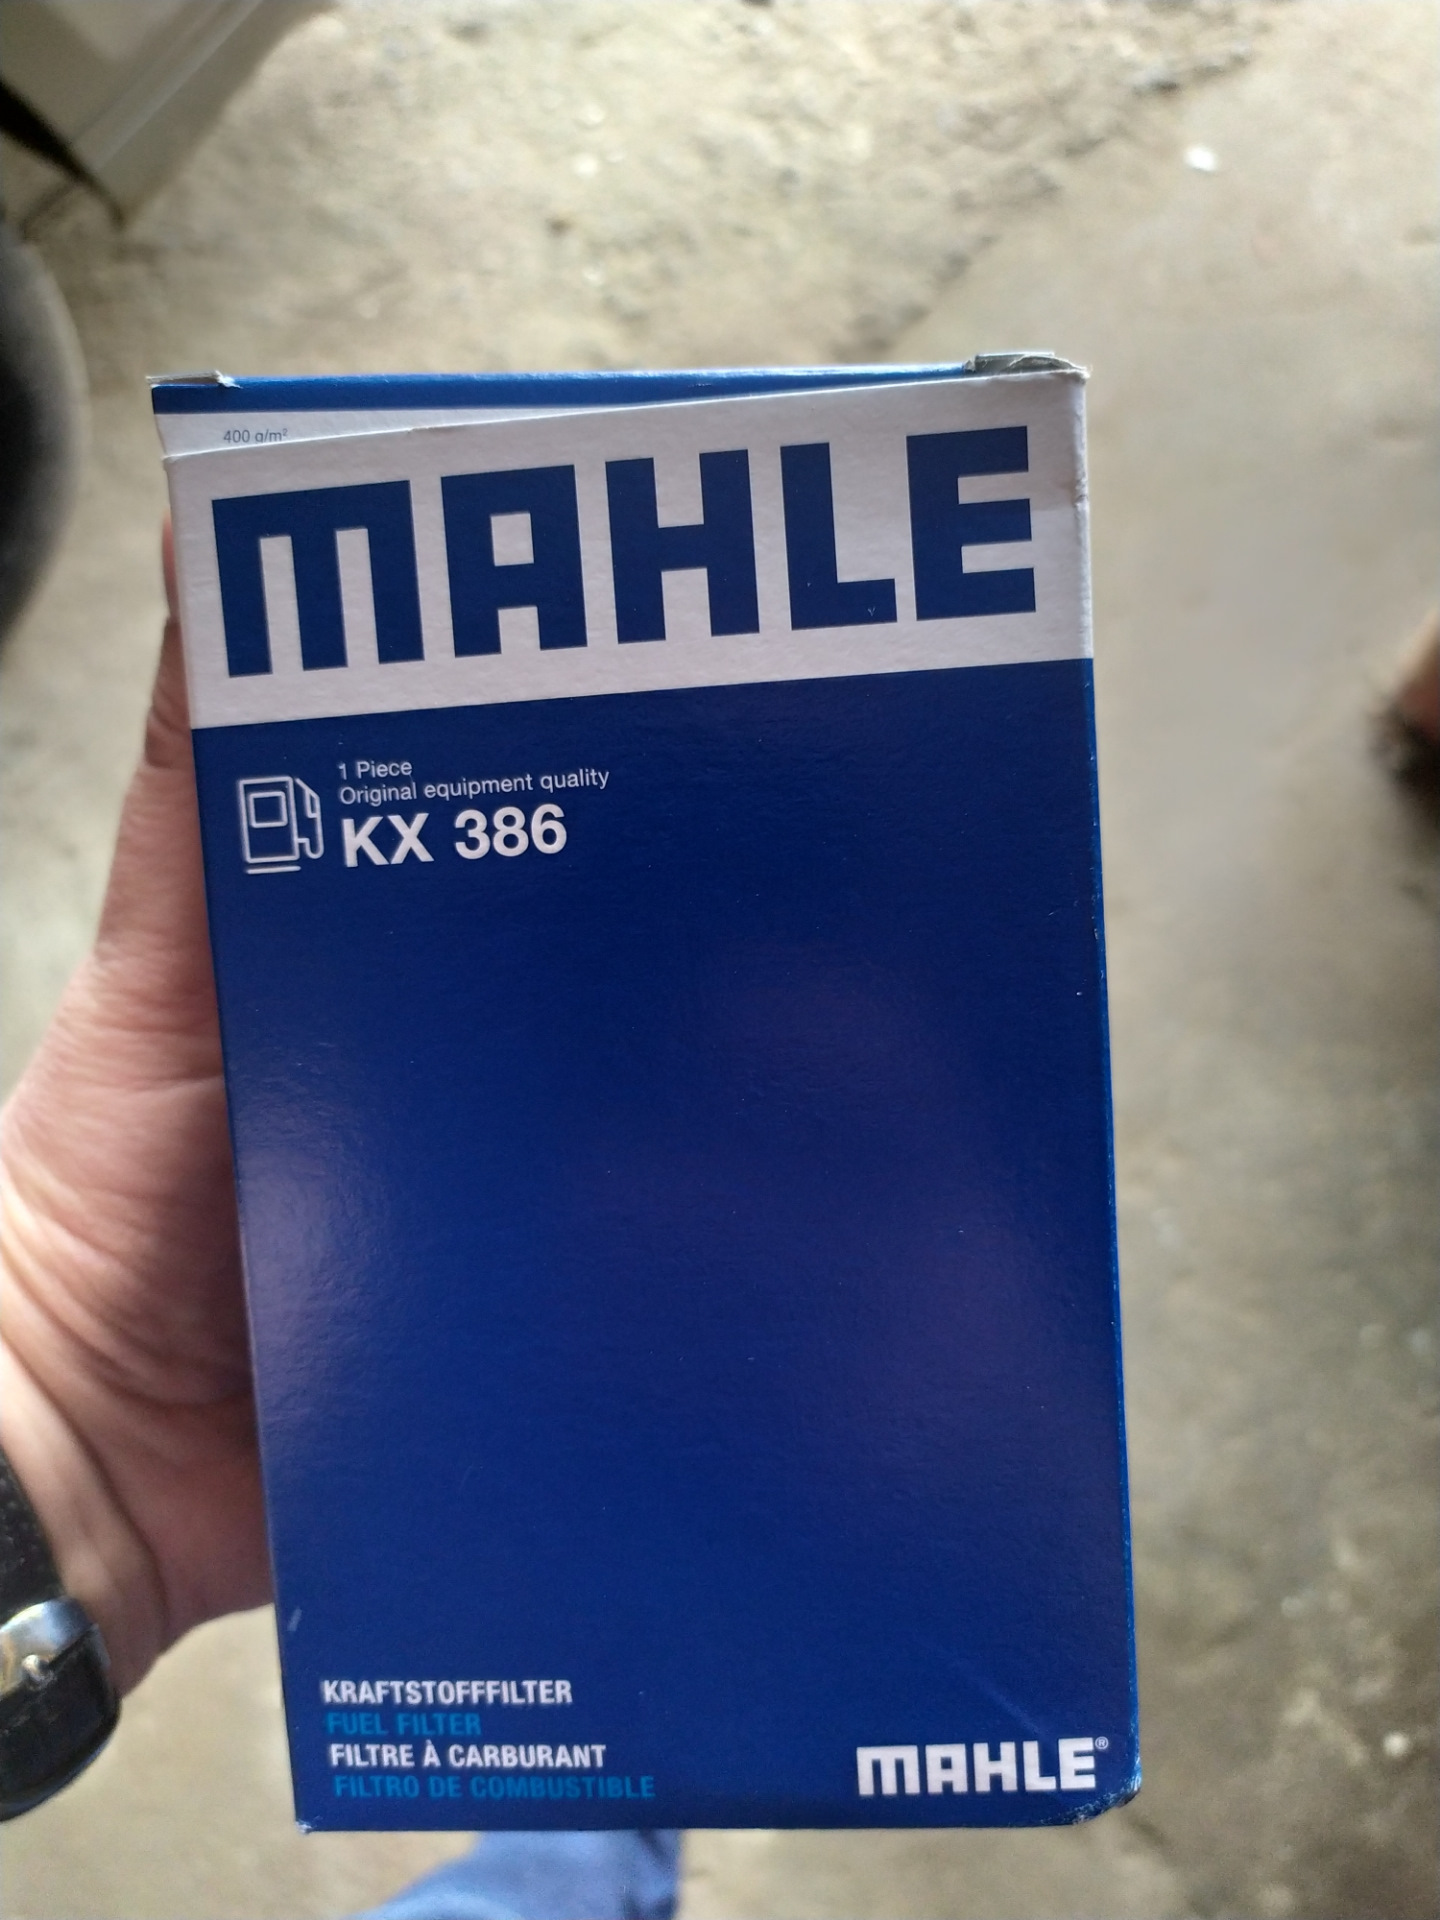 400 g/m²
MAHLE
1 Piece
Original equipment quality
KX 386
KRAFTSTOFFFILTER
FUEL FILTER
FILTRE À CARBURANT
FILTRO DE COMBUSTIBLE
MAHLE®